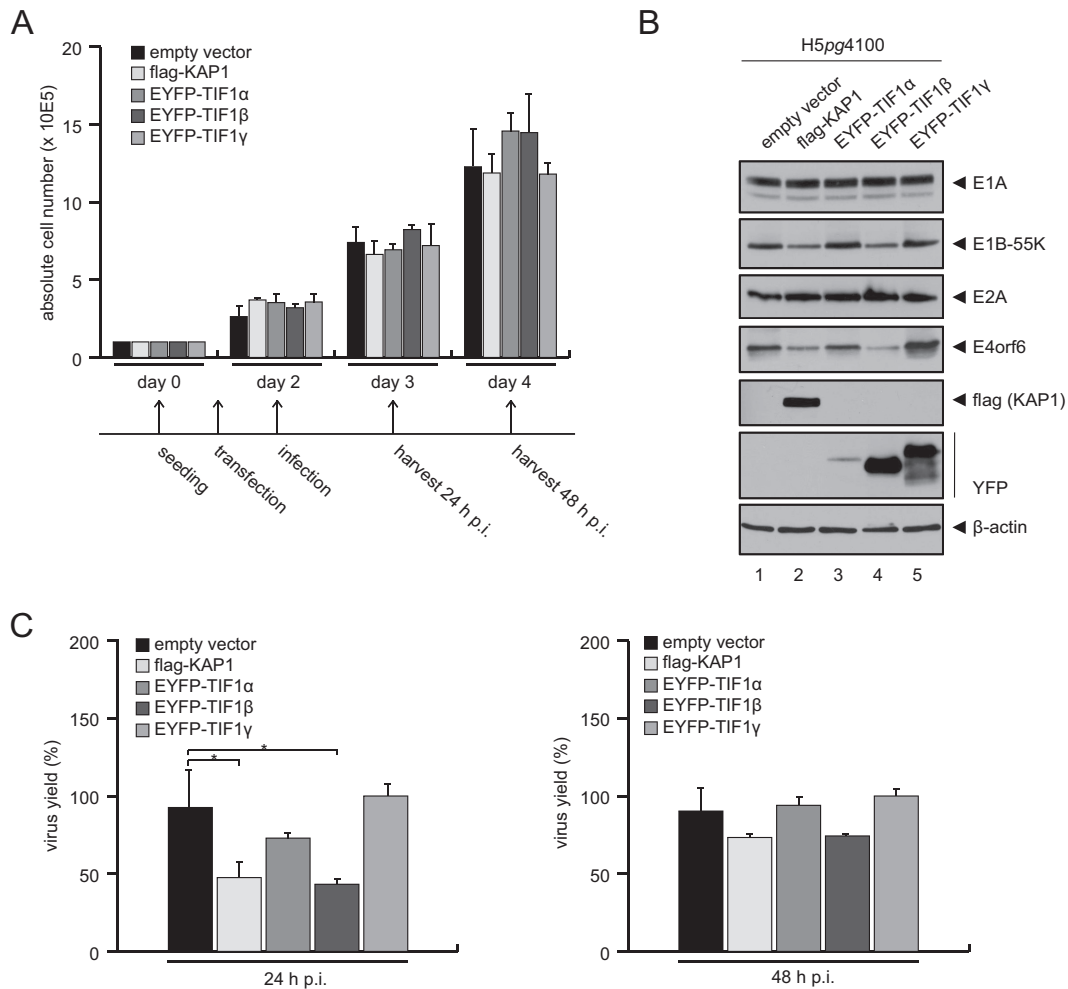 A
20
15
10
5
0
absolute cell number (x 10E5)
empty vector
flag-KAP1
EYFP-TIF1α
EYFP-TIF1β
EYFP-TIF1γ
day 0
day 2
day 3
day 4
seeding
transfection
infection
harvest 24 h p.i.
harvest 48 h p.i.
B
H5pg4100
empty vector
flag-KAP1
EYFP-TIF1α
EYFP-TIF1β
EYFP-TIF1γ
E1A
E1B-55K
E2A
E4orf6
flag (KAP1)
YFP
β-actin
1 2 3 4 5
C
200
150
100
50
0
virus yield (%)
empty vector
flag-KAP1
EYFP-TIF1α
EYFP-TIF1β
EYFP-TIF1γ
*
*
24 h p.i.
200
150
100
50
0
virus yield (%)
empty vector
flag-KAP1
EYFP-TIF1α
EYFP-TIF1β
EYFP-TIF1γ
48 h p.i.